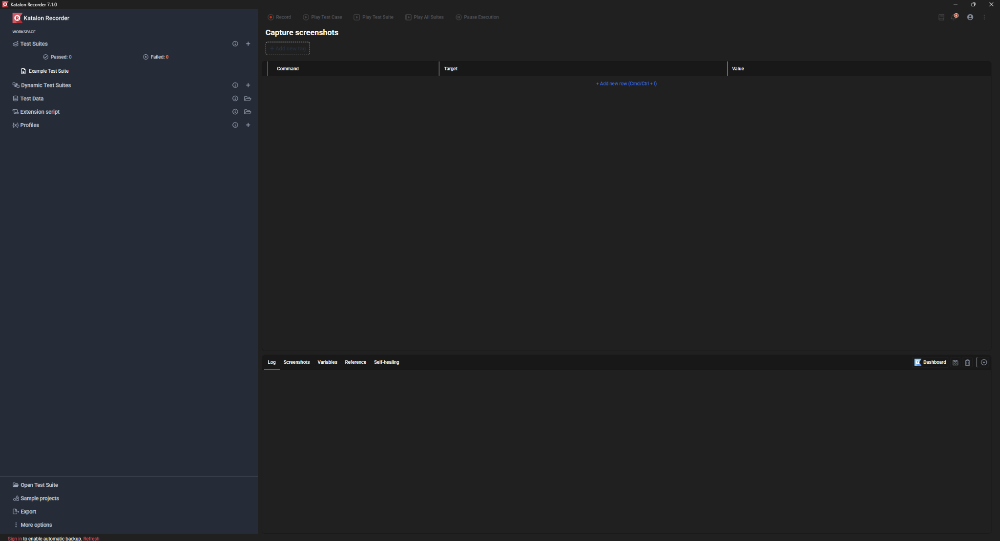 Katalon Recorder 7.1.0
Katalon Recorder
WORKSPACE
Test Suites
Passed: 0
Failed: 0
Example Test Suite
Dynamic Test Suites
Test Data
Extension script
{x} Profiles
Open Test Suite
Sample projects
Export
More options
Sign in to enable automatic backup. Refresh
Record
Play Test Case
Play Test Suite
Play All Suites
Pause Execution
Capture screenshots
+ Add new tag
Command
Target
Value
+ Add new row (Cmd/Ctrl + I)
Log
Screenshots
Variables
Reference
Self-healing
Dashboard